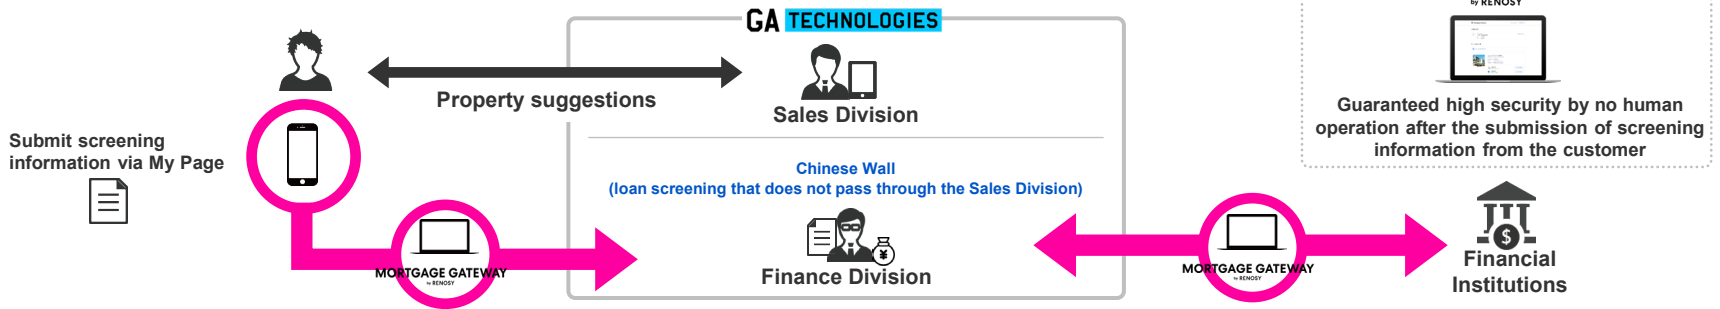 GA TECHNOLOGIES
by RENOSY
Property suggestions
Sales Division
Guaranteed high security by no human
operation after the submission of screening
information from the customer
Submit screening
information via My Page
Chinese Wall
(loan screening that does not pass through the Sales Division)
MORTGAGE GATEWAY
by RENOSY
Finance Division
MORTGAGE GATEWAY
by RENOSY
Financial
Institutions